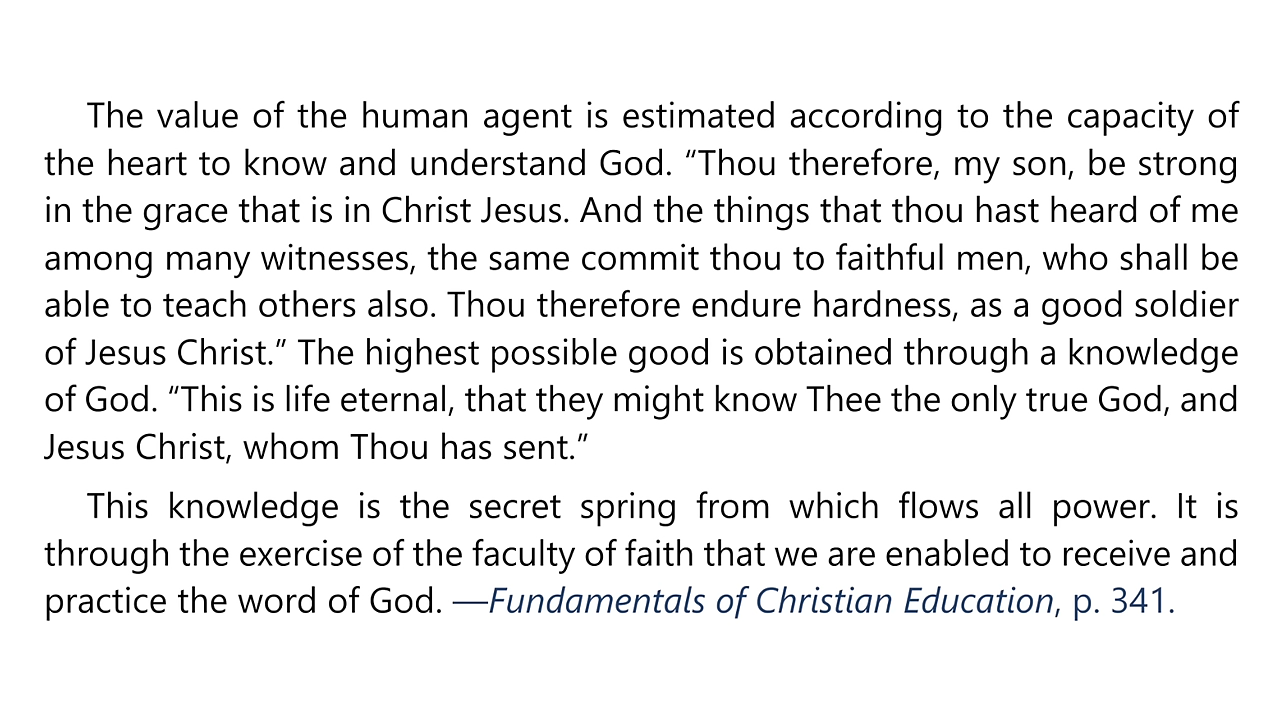 The value of the human agent is estimated according to the capacity of
the heart to know and understand God. “Thou therefore, my son, be strong
in the grace that is in Christ Jesus. And the things that thou hast heard of me
among many witnesses, the same commit thou to faithful men, who shall be
able to teach others also. Thou therefore endure hardness, as a good soldier
of Jesus Christ.” The highest possible good is obtained through a knowledge
of God. “This is life eternal, that they might know Thee the only true God, and
Jesus Christ, whom Thou has sent.”
This knowledge is the secret spring from which flows all power. It is
through the exercise of the faculty of faith that we are enabled to receive and
practice the word of God. —Fundamentals of Christian Education, p. 341.